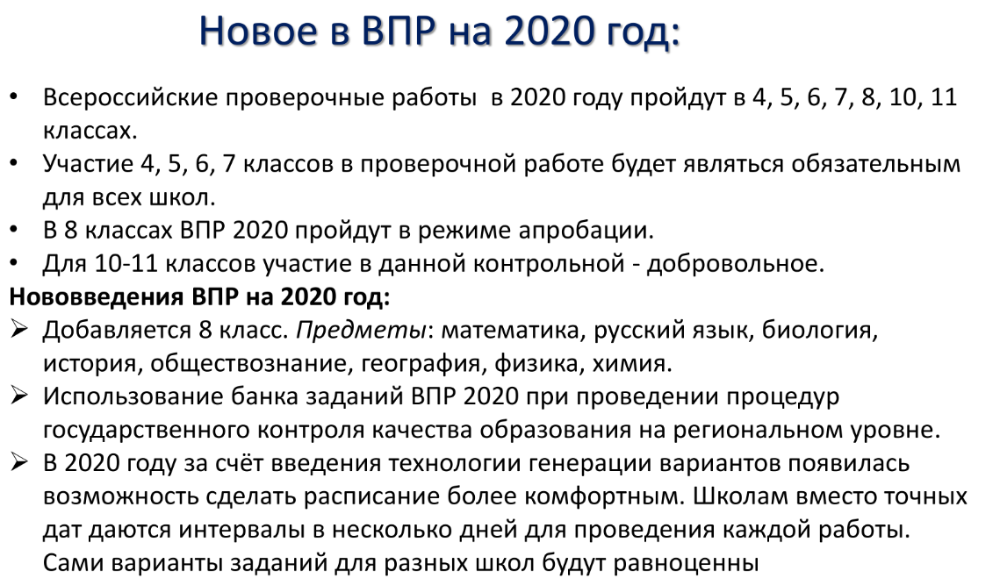 Новое в ВПР на 2020 год:
• Всероссийские проверочные работы в 2020 году пройдут в 4, 5, 6, 7, 8, 10, 11
классах.
• Участие 4, 5, 6, 7 классов в проверочной работе будет являться обязательным
для всех школ.
• В 8 классах ВПР 2020 пройдут в режиме апробации.
• Для 10-11 классов участие в данной контрольной - добровольное.
Нововведения ВПР на 2020 год:
➢ Добавляется 8 класс. Предметы: математика, русский язык, биология,
история, обществознание, география, физика, химия.
➢ Использование банка заданий ВПР 2020 при проведении процедур
государственного контроля качества образования на региональном уровне.
➢ В 2020 году за счёт введения технологии генерации вариантов появилась
возможность сделать расписание более комфортным. Школам вместо точных
дат даются интервалы в несколько дней для проведения каждой работы.
Сами варианты заданий для разных школ будут равноценны